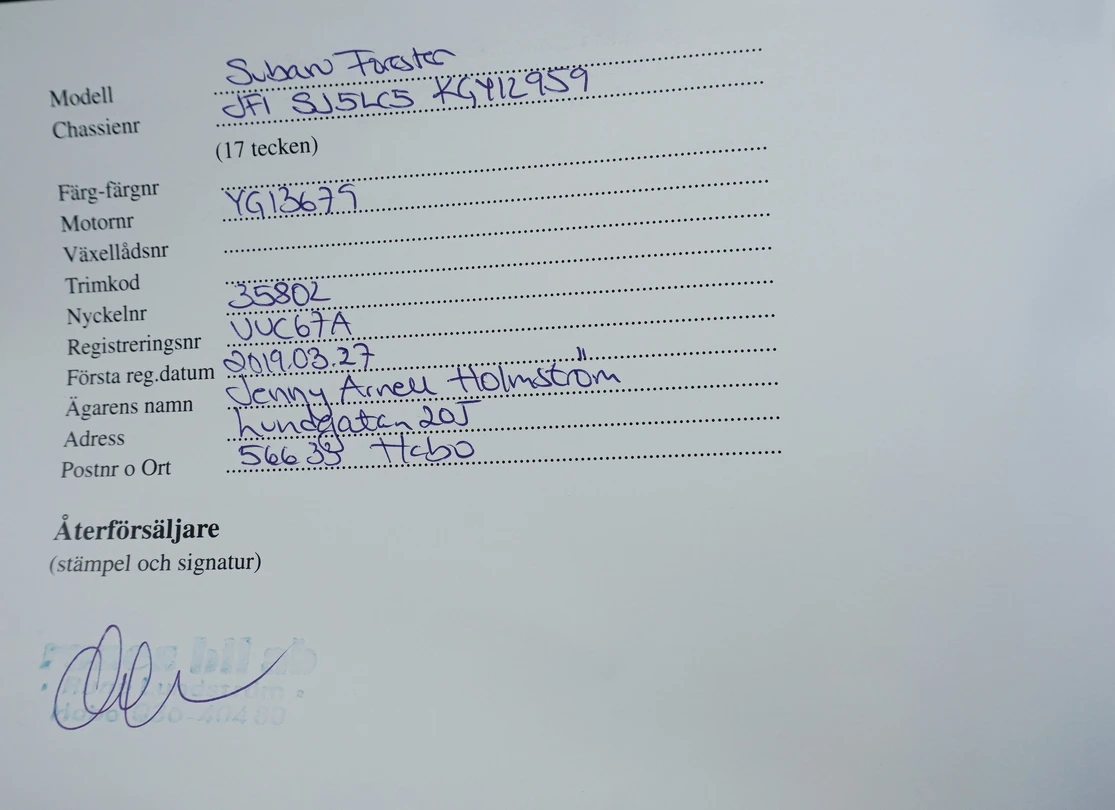 Modell Subaru Forester
Chassienr JF1 SJ5LC5 KGY12959
(17 tecken)
Färg-färgnr
Motornr YG13675
Växellådsnr
Trimkod
Nyckelnr 35802
Registreringsnr UUC67A
Första reg.datum 2019.03.27
Ägarens namn Jenny Arnell Holmström
Adress Lundgatan 20J
Postnr o Ort 56633 Habo
Återförsäljare
(stämpel och signatur)